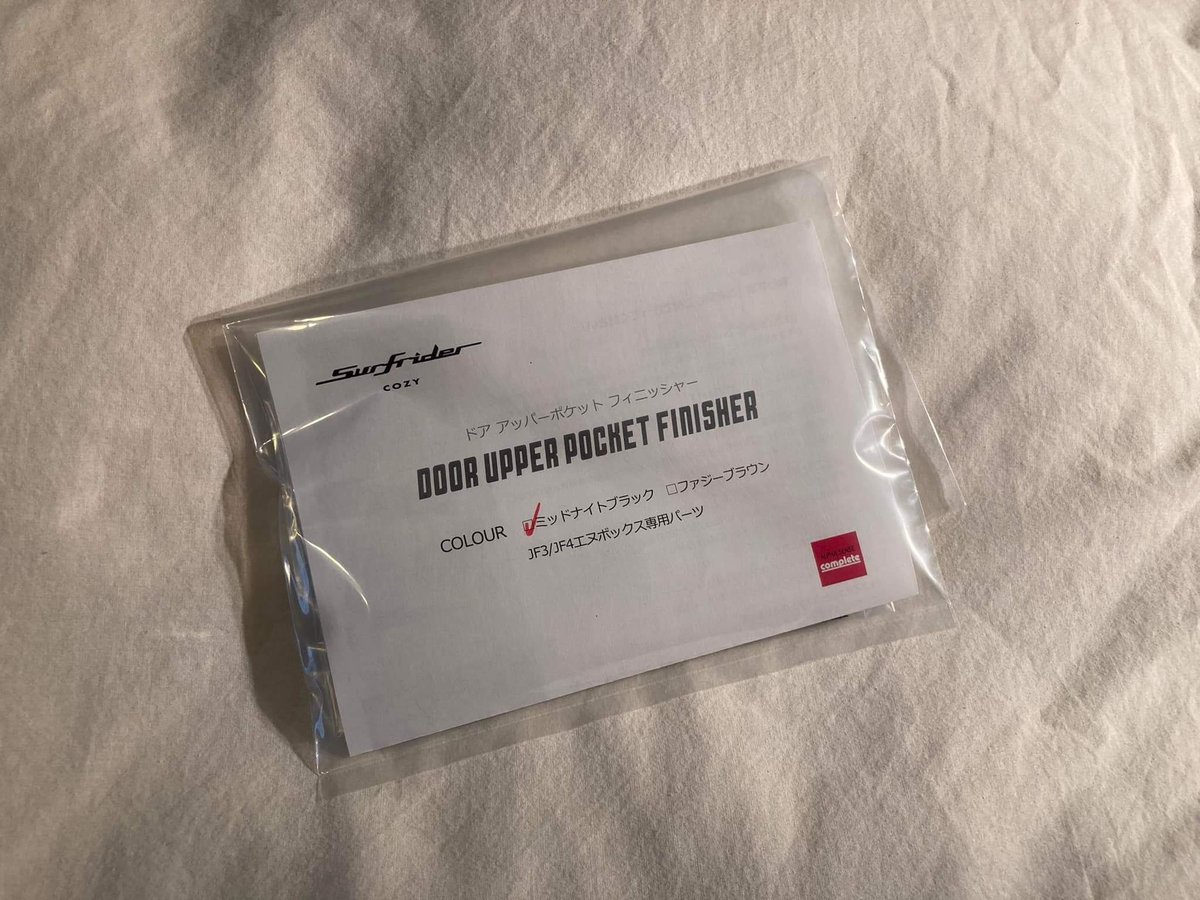 Surfrider
COZY
ドア アッパーポケット フィニッシャー
DOOR UPPER POCKET FINISHER
COLOUR ミッドナイトブラック □ファジーブラウン
JF3/JF4エヌボックス専用パーツ
complete